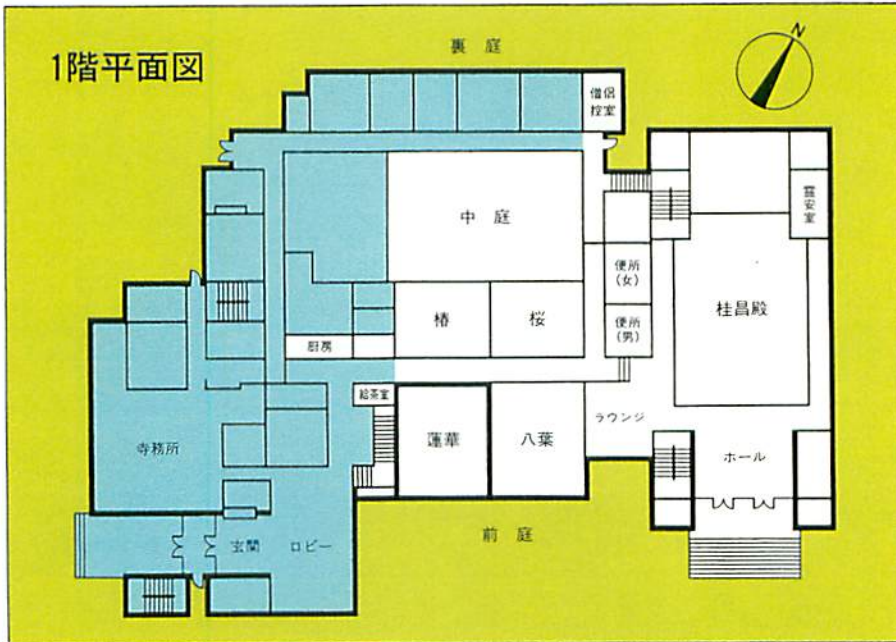 1階平面図
裏庭
N
僧侶
控室
霊安室
中庭
便所
(女)
桂昌殿
椿
桜
便所
(男)
厨房
給茶室
ラウンジ
寺務所
蓮華
八葉
ホール
玄関
ロビー
前庭